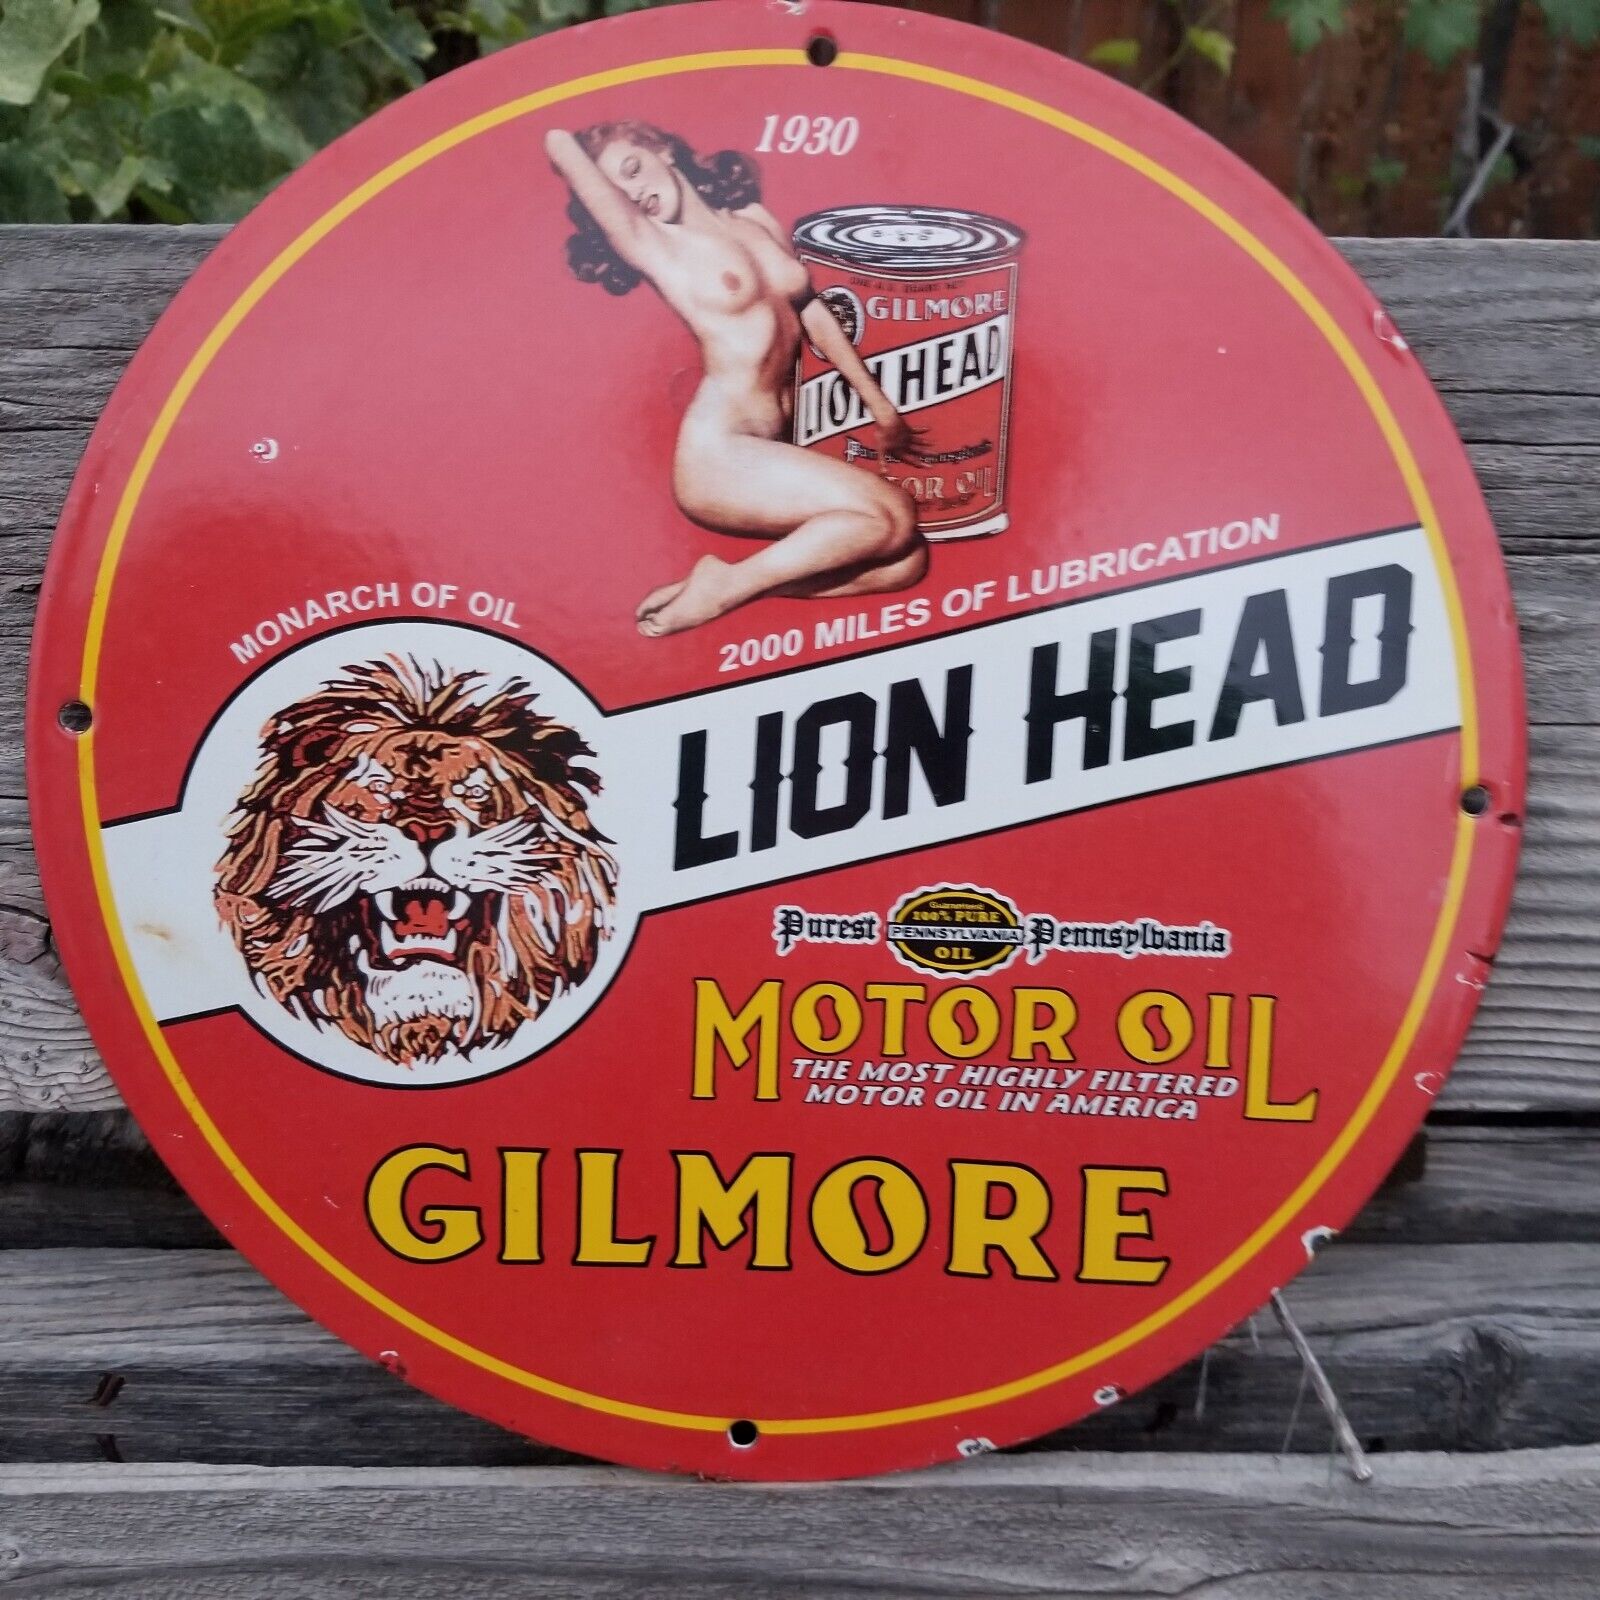 1930
GILMORE
LION HEAD
MOTOR OIL
MONARCH OF OIL
2000 MILES OF LUBRICATION
LION HEAD
Purest Pennsylvania
Guaranteed
100% PURE
PENNSYLVANIA
OIL
MOTOR OIL
THE MOST HIGHLY FILTERED
MOTOR OIL IN AMERICA
GILMORE